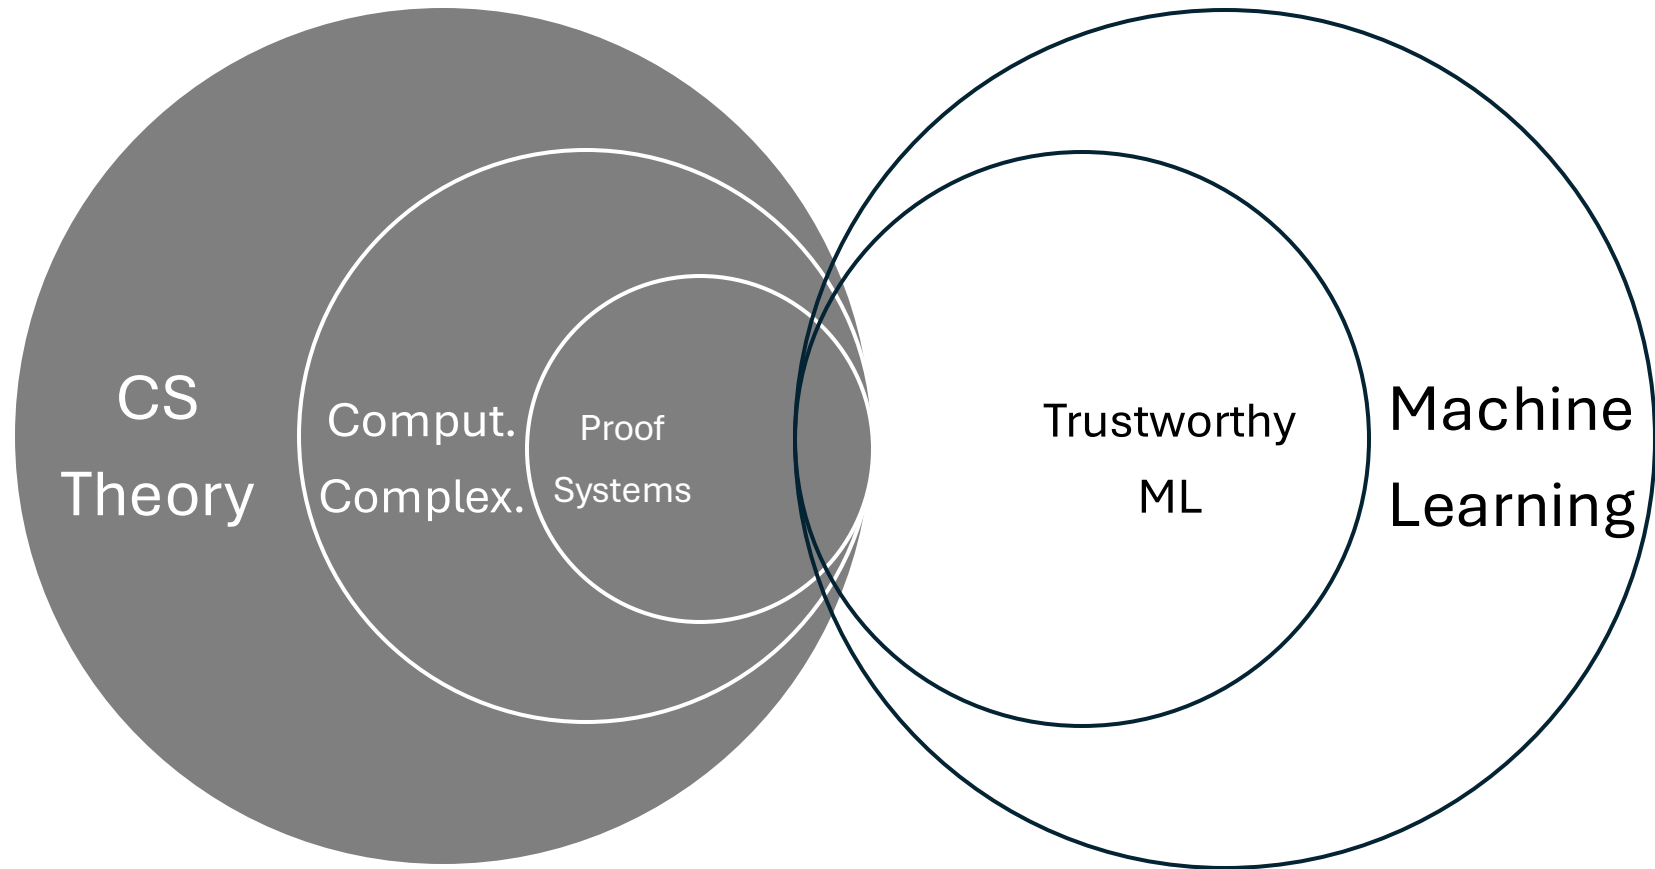 CS
Theory
Comput.
Complex.
Proof
Systems
Trustworthy
ML
Machine
Learning